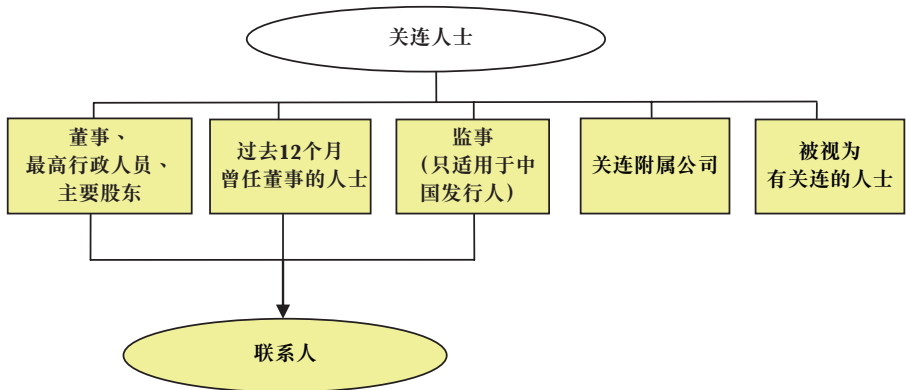 关连人士
董事、
最高行政人员、
主要股东
过去12个月
曾任董事的人士
监事
(只适用于中
国发行人)
关连附属公司
被视为
有关连的人士
联系人